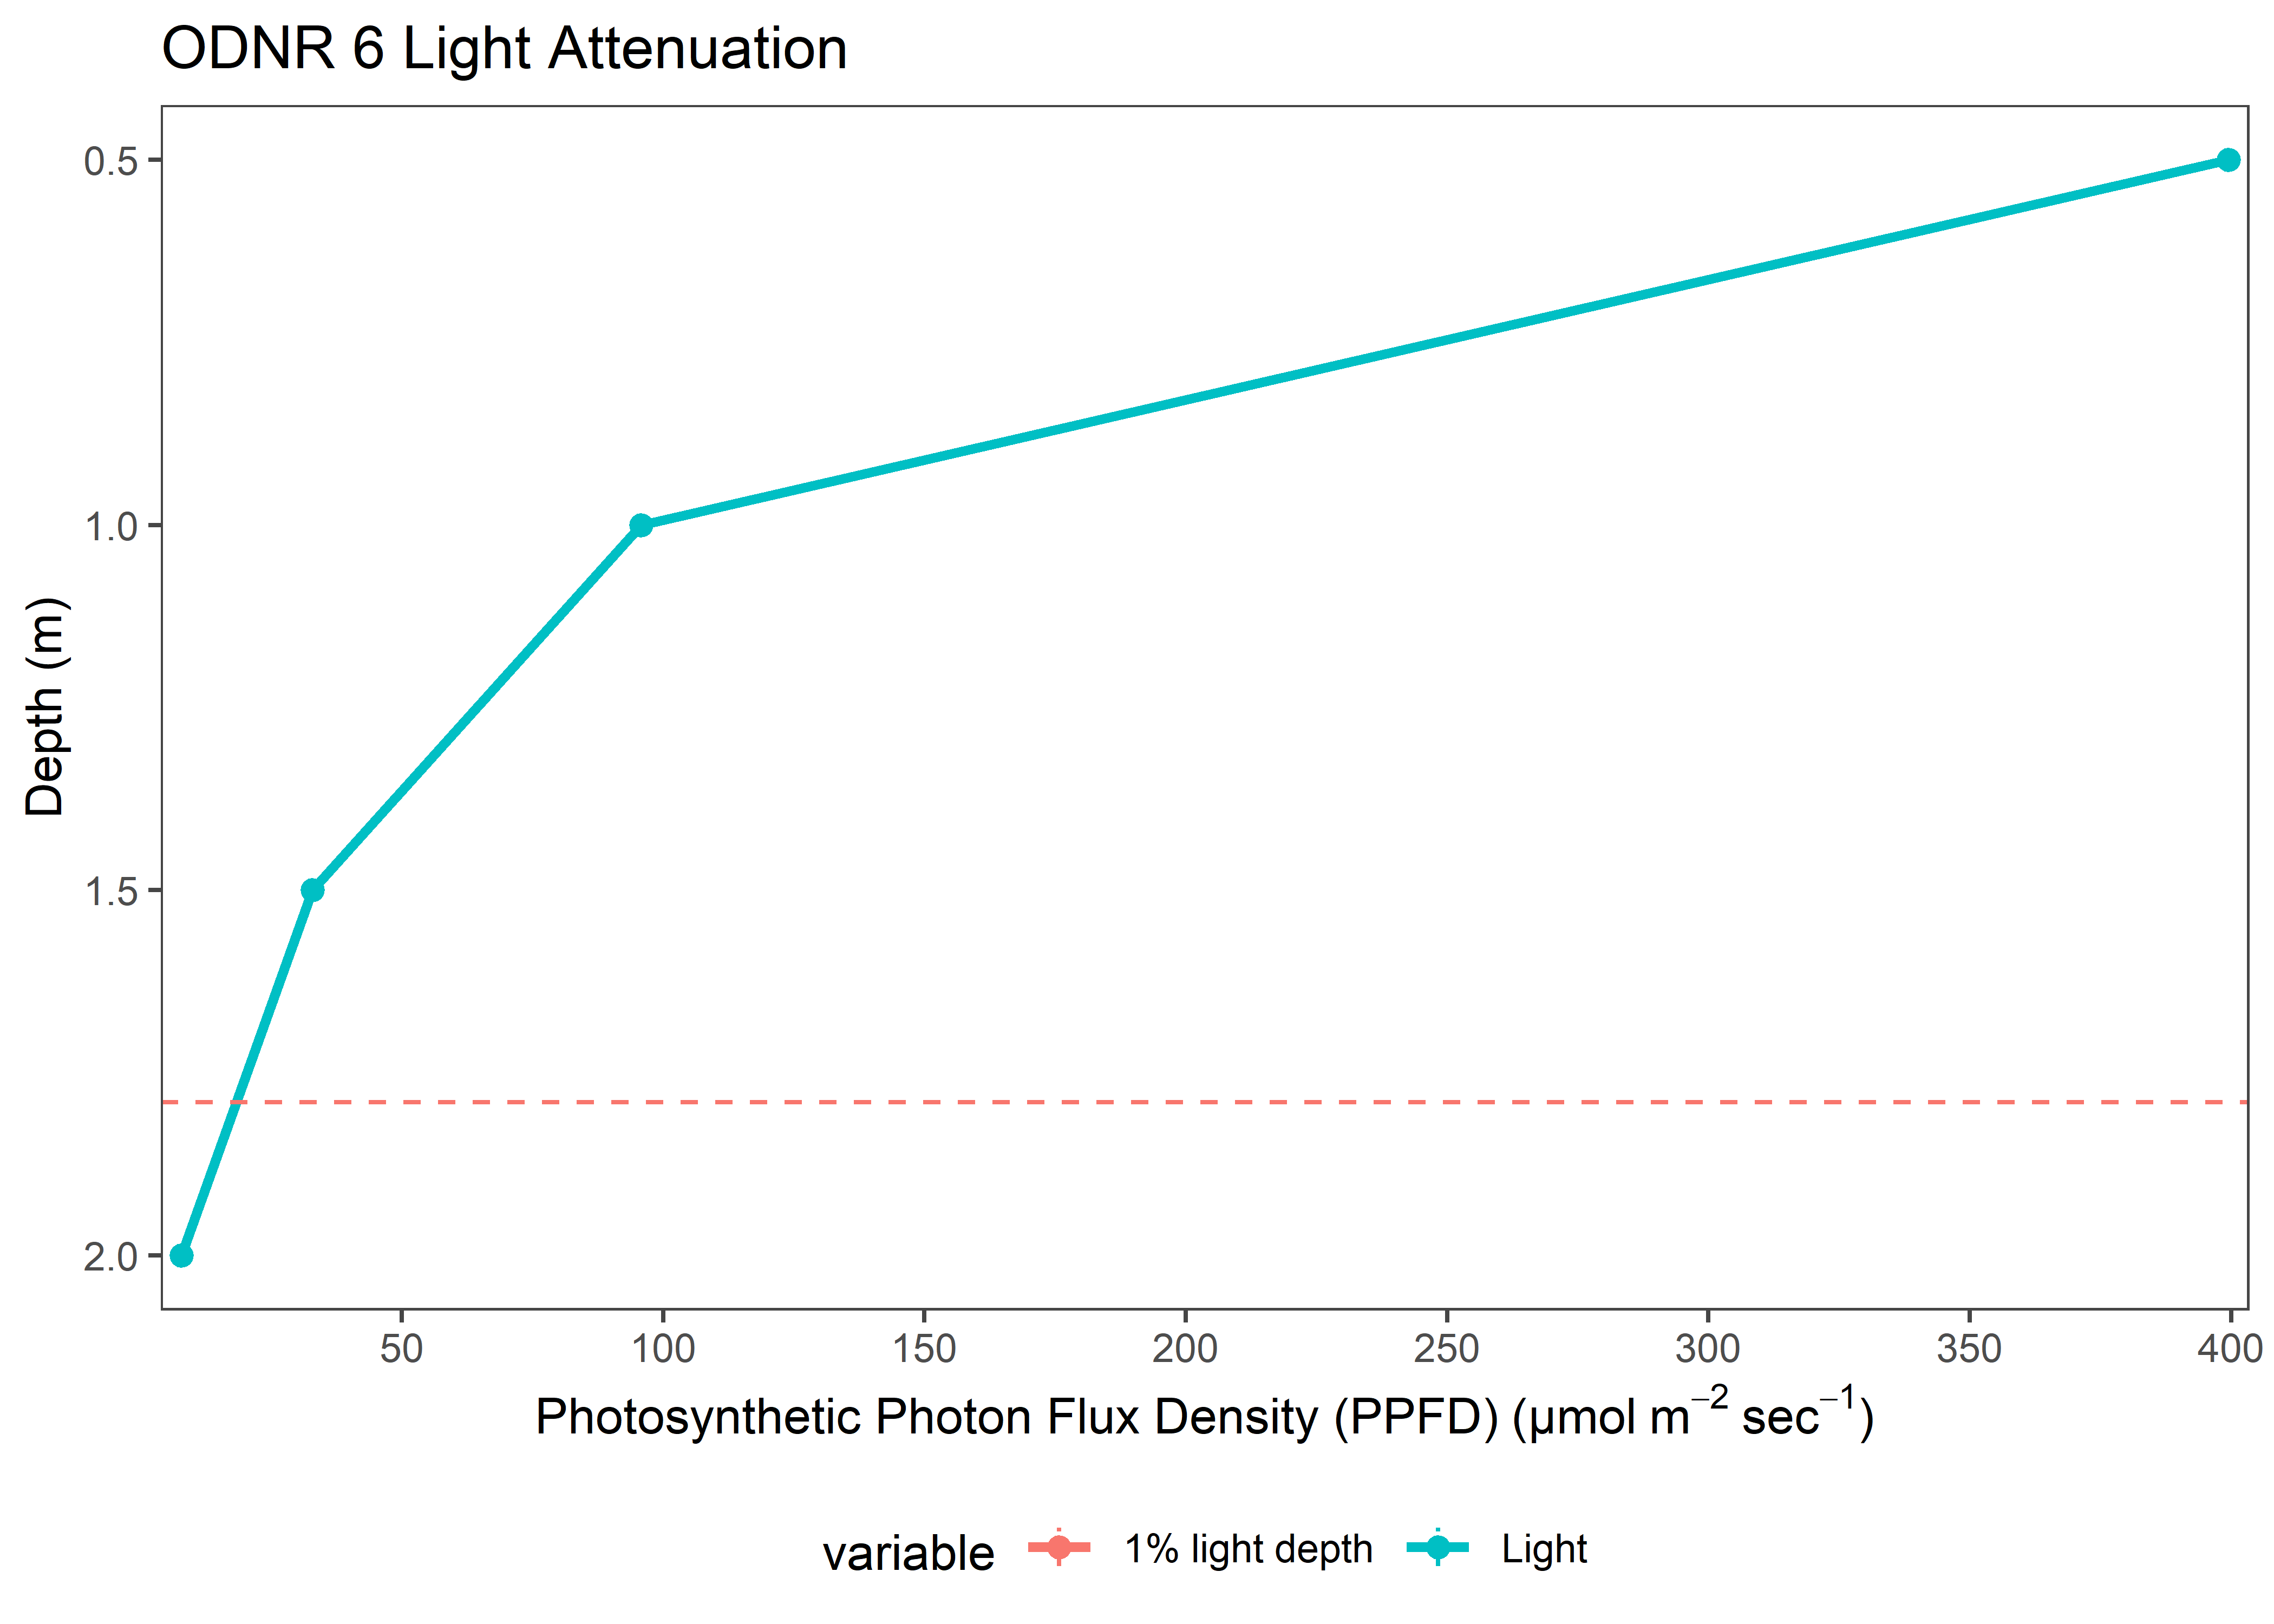 ODNR 6 Light Attenuation
0.5
1.0
1.5
2.0
Depth (m)
50 100 150 200 250 300 350 400
Photosynthetic Photon Flux Density (PPFD) (µmol m⁻² sec⁻¹)
variable 1% light depth Light